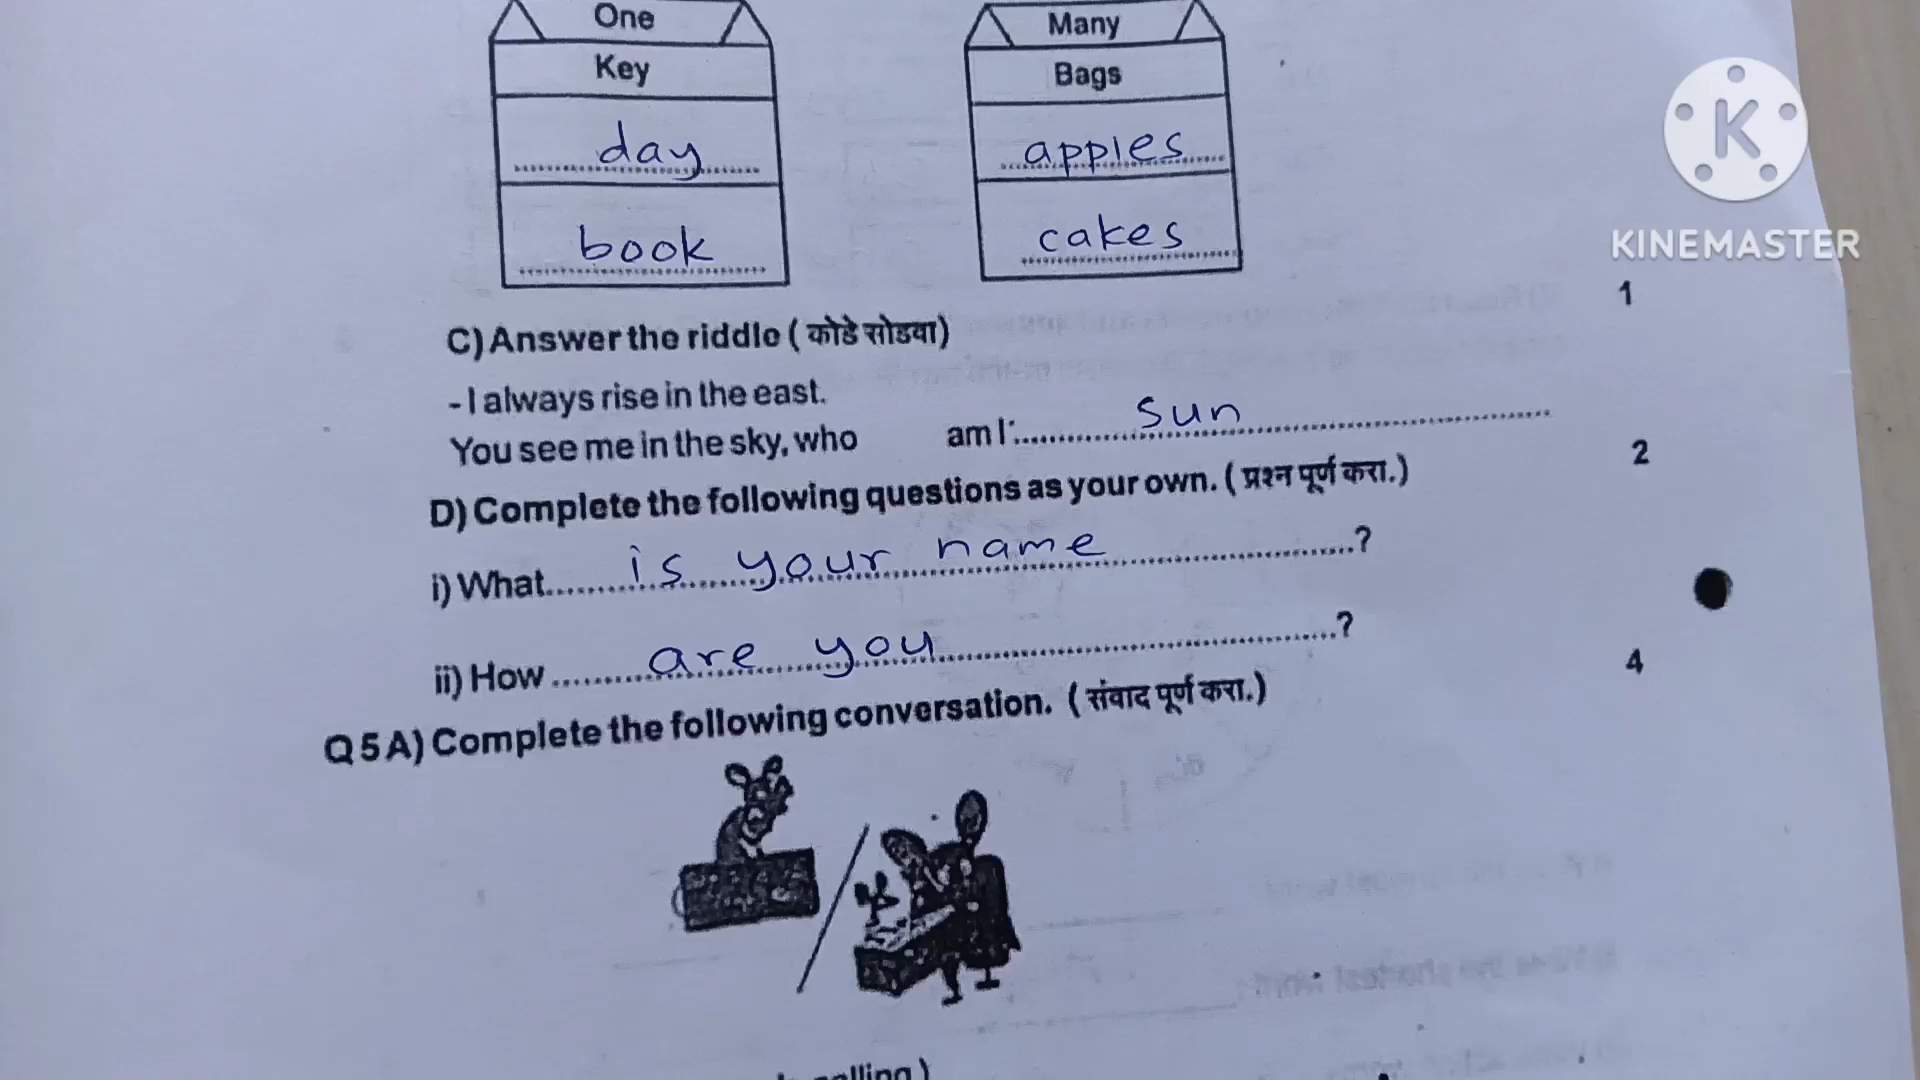 One Many
Key Bags
day apples
book cakes
1
C) Answer the riddle ( कोडे सोडवा)
- I always rise in the east.
You see me in the sky, who am I: sun
2
D) Complete the following questions as your own. ( प्रश्न पूर्ण करा.)
i) What is your name ?
ii) How are you ?
4
Q 5 A) Complete the following conversation. ( संवाद पूर्ण करा.)
K
KINEMASTER